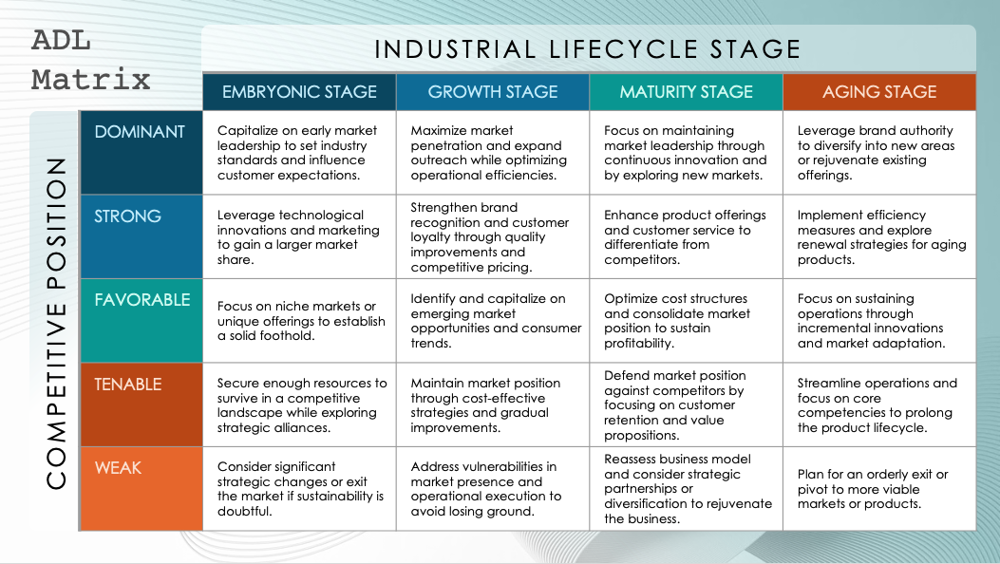 ADL
Matrix
INDUSTRIAL LIFECYCLE STAGE
EMBRYONIC STAGE
GROWTH STAGE
MATURITY STAGE
AGING STAGE
COMPETITIVE POSITION
DOMINANT
Capitalize on early market
leadership to set industry
standards and influence
customer expectations.
Maximize market
penetration and expand
outreach while optimizing
operational efficiencies.
Focus on maintaining
market leadership through
continuous innovation and
by exploring new markets.
Leverage brand authority
to diversify into new areas
or rejuvenate existing
offerings.
STRONG
Leverage technological
innovations and marketing
to gain a larger market
share.
Strengthen brand
recognition and customer
loyalty through quality
improvements and
competitive pricing.
Enhance product offerings
and customer service to
differentiate from
competitors.
Implement efficiency
measures and explore
renewal strategies for aging
products.
FAVORABLE
Focus on niche markets or
unique offerings to establish
a solid foothold.
Identify and capitalize on
emerging market
opportunities and consumer
trends.
Optimize cost structures
and consolidate market
position to sustain
profitability.
Focus on sustaining
operations through
incremental innovations
and market adaptation.
TENABLE
Secure enough resources to
survive in a competitive
landscape while exploring
strategic alliances.
Maintain market position
through cost-effective
strategies and gradual
improvements.
Defend market position
against competitors by
focusing on customer
retention and value
propositions.
Streamline operations and
focus on core
competencies to prolong
the product lifecycle.
WEAK
Consider significant
strategic changes or exit
the market if sustainability is
doubtful.
Address vulnerabilities in
market presence and
operational execution to
avoid losing ground.
Reassess business model
and consider strategic
partnerships or
diversification to rejuvenate
the business.
Plan for an orderly exit or
pivot to more viable
markets or products.